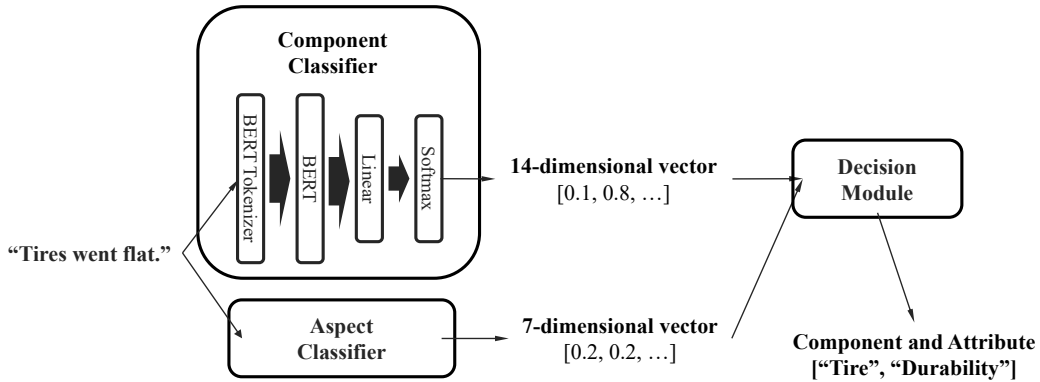 Component
Classifier
BERT Tokenizer
BERT
Linear
Softmax
14-dimensional vector
[0.1, 0.8, …]
Decision
Module
“Tires went flat.”
Aspect
Classifier
7-dimensional vector
[0.2, 0.2, …]
Component and Attribute
[“Tire”, “Durability”]